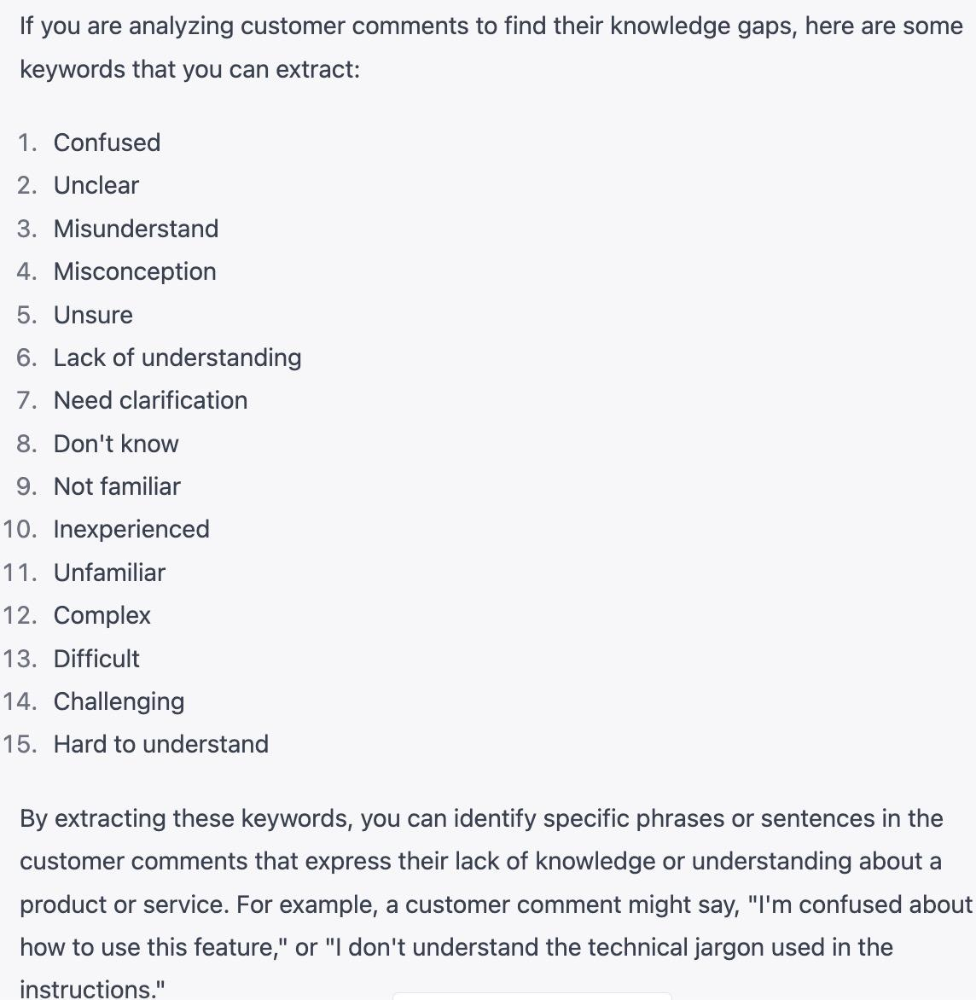 If you are analyzing customer comments to find their knowledge gaps, here are some
keywords that you can extract:
1. Confused
2. Unclear
3. Misunderstand
4. Misconception
5. Unsure
6. Lack of understanding
7. Need clarification
8. Don't know
9. Not familiar
10. Inexperienced
11. Unfamiliar
12. Complex
13. Difficult
14. Challenging
15. Hard to understand
By extracting these keywords, you can identify specific phrases or sentences in the
customer comments that express their lack of knowledge or understanding about a
product or service. For example, a customer comment might say, "I'm confused about
how to use this feature," or "I don't understand the technical jargon used in the
instructions."